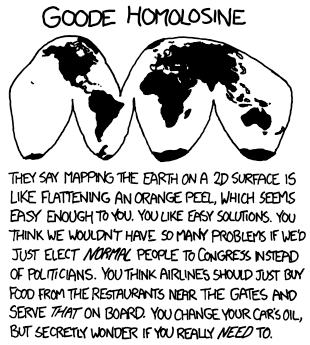 GOODE HOMOLOSINE
THEY SAY MAPPING THE EARTH ON A 2D SURFACE IS
LIKE FLATTENING AN ORANGE PEEL, WHICH SEEMS
EASY ENOUGH TO YOU. YOU LIKE EASY SOLUTIONS. YOU
THINK WE WOULDN'T HAVE SO MANY PROBLEMS IF WE'D
JUST ELECT NORMAL PEOPLE TO CONGRESS INSTEAD
OF POLITICIANS. YOU THINK AIRLINES SHOULD JUST BUY
FOOD FROM THE RESTAURANTS NEAR THE GATES AND
SERVE THAT ON BOARD. YOU CHANGE YOUR CAR'S OIL,
BUT SECRETLY WONDER IF YOU REALLY NEED TO.